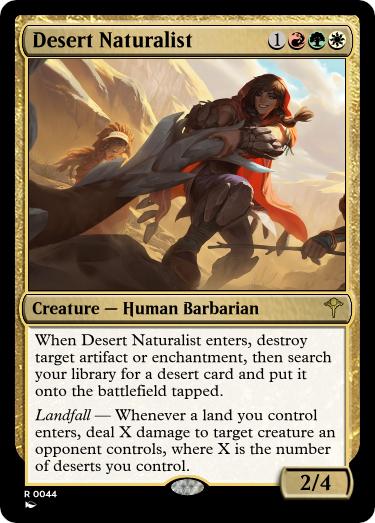 Desert Naturalist 1
Creature — Human Barbarian
When Desert Naturalist enters, destroy
target artifact or enchantment, then search
your library for a desert card and put it
onto the battlefield tapped.
Landfall — Whenever a land you control
enters, deal X damage to target creature an
opponent controls, where X is the number
of deserts you control.
2/4
R 0044